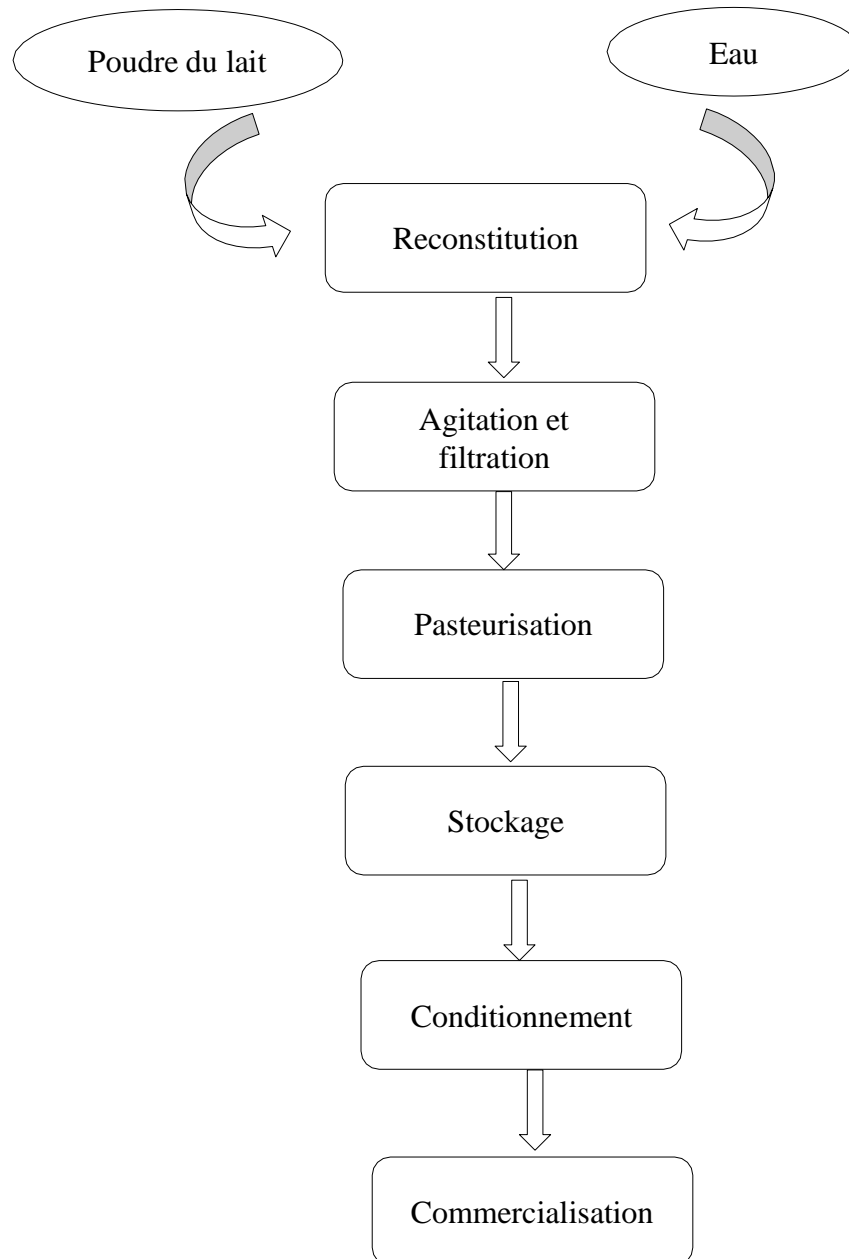 Poudre du lait
Eau
Reconstitution
Agitation et
filtration
Pasteurisation
Stockage
Conditionnement
Commercialisation